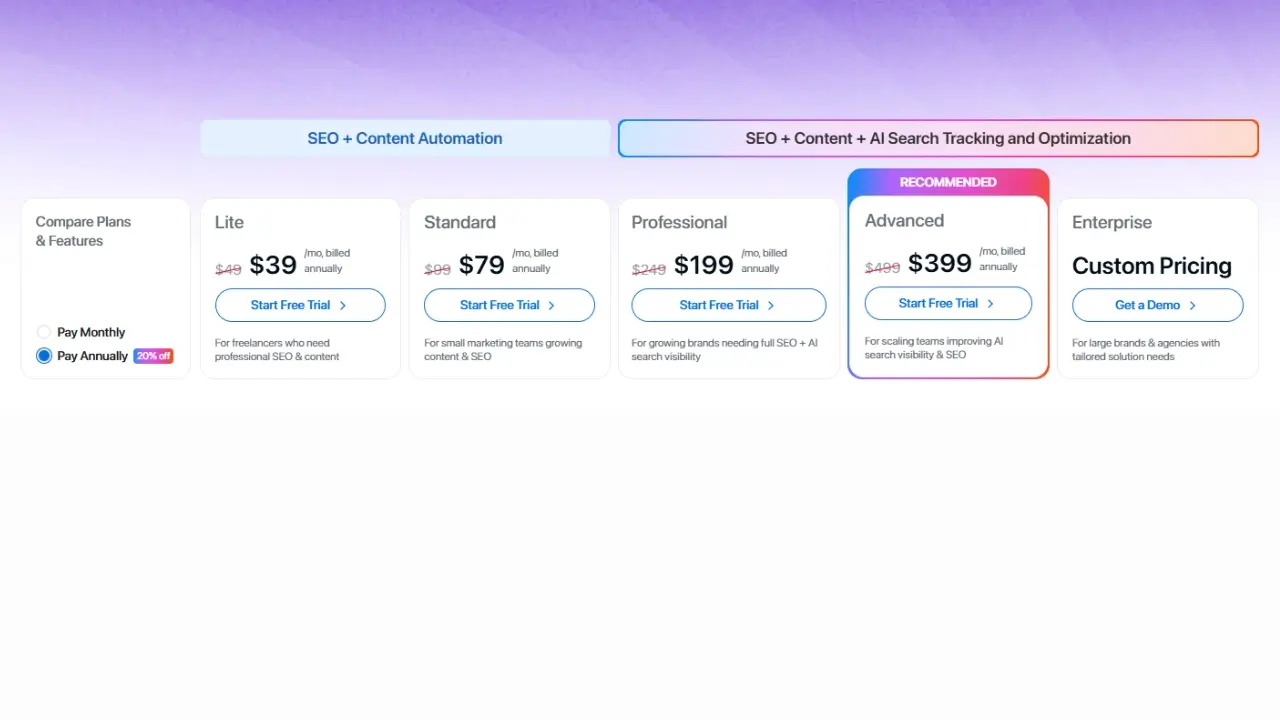 SEO + Content Automation
SEO + Content + AI Search Tracking and Optimization
Compare Plans
& Features
Pay Monthly
Pay Annually 20% off
Lite
$49 $39 /mo, billed
annually
Start Free Trial
For freelancers who need
professional SEO & content
Standard
$99 $79 /mo, billed
annually
Start Free Trial
For small marketing teams growing
content & SEO
Professional
$249 $199 /mo, billed
annually
Start Free Trial
For growing brands needing full SEO + AI
search visibility
RECOMMENDED
Advanced
$499 $399 /mo, billed
annually
Start Free Trial
For scaling teams improving AI
search visibility & SEO
Enterprise
Custom Pricing
Get a Demo
For large brands & agencies with
tailored solution needs